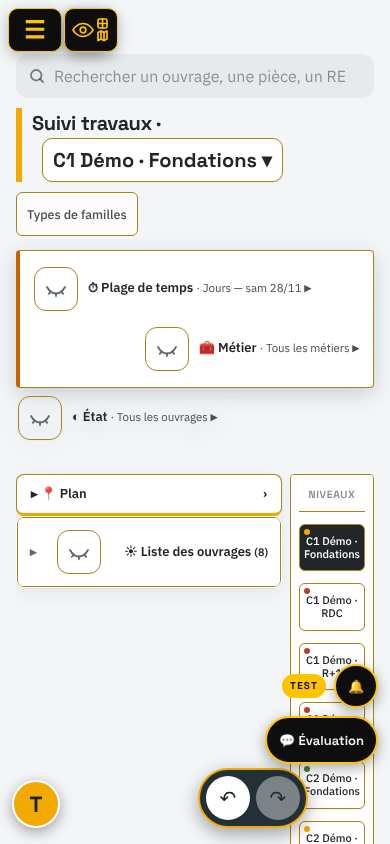 Rechercher un ouvrage, une pièce, un RE
Suivi travaux ·
C1 Démo · Fondations ▾
Types de familles
⏱ Plage de temps · Jours — sam 28/11 ▸
🧰 Métier · Tous les métiers ▸
État · Tous les ouvrages ▸
▸ 📍 Plan ›
▸ ☀ Liste des ouvrages (8)
NIVEAUX
C1 Démo ·
Fondations
C1 Démo ·
RDC
C1 Démo ·
TEST
💬 Évaluation
C2 Démo ·
Fondations
C2 Démo ·
T